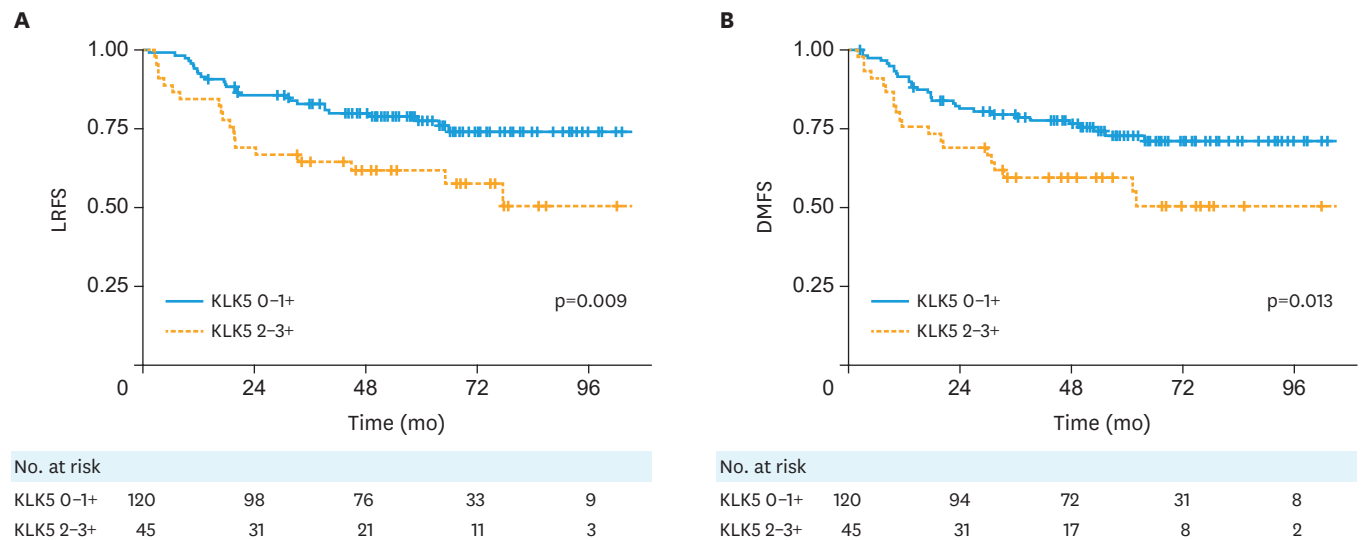 A
1.00
0.75
0.50
0.25
0
24
48
72
96
LRFS
Time (mo)
KLK5 0–1+
KLK5 2–3+
p=0.009
No. at risk
KLK5 0–1+ 120 98 76 33 9
KLK5 2–3+ 45 31 21 11 3
B
1.00
0.75
0.50
0.25
0
24
48
72
96
DMFS
Time (mo)
KLK5 0–1+
KLK5 2–3+
p=0.013
No. at risk
KLK5 0–1+ 120 94 72 31 8
KLK5 2–3+ 45 31 17 8 2